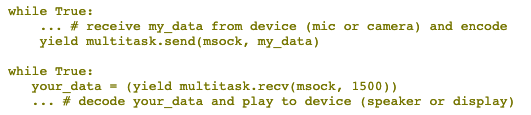 while True:
    ... # receive my_data from device (mic or camera) and encode
    yield multitask.send(msock, my_data)

while True:
   your_data = (yield multitask.recv(msock, 1500))
   ... # decode your_data and play to device (speaker or display)